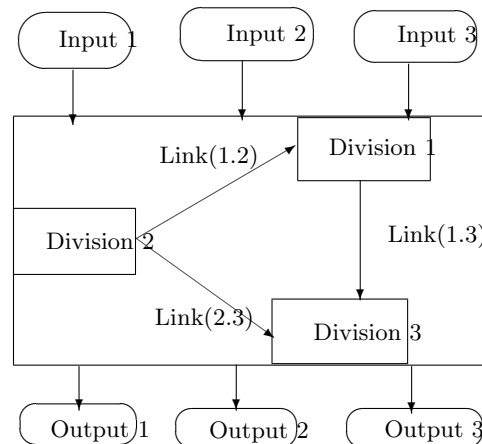 Input 1
Input 2
Input 3
Division 1
Link(1.2)
Division 2
Link(1.3)
Link(2.3)
Division 3
Output 1
Output 2
Output 3